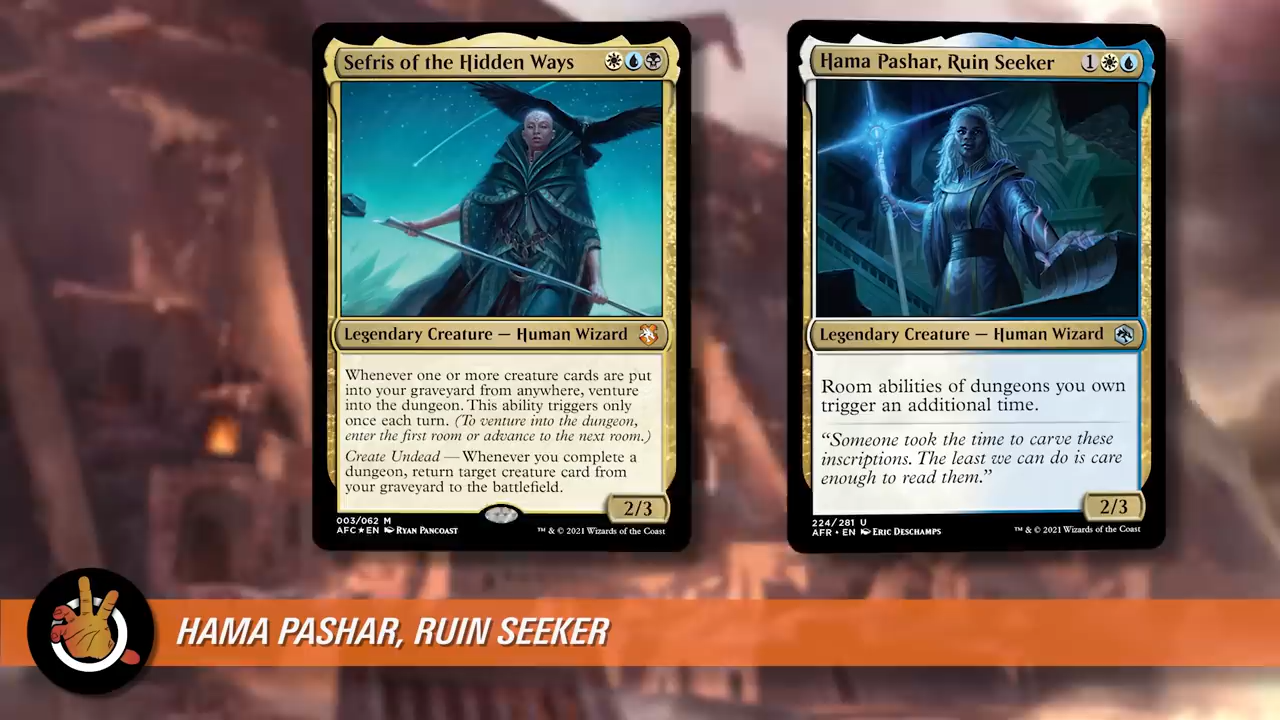 Sefris of the Hidden Ways
Legendary Creature — Human Wizard
Whenever one or more creature cards are put
into your graveyard from anywhere, venture
into the dungeon. This ability triggers only
once each turn. (To venture into the dungeon,
enter the first room or advance to the next room.)
Create Undead — Whenever you complete a
dungeon, return target creature card from
your graveyard to the battlefield.
2/3
003/062 M
AFC ★ EN Ryan Pancoast
™ & © 2021 Wizards of the Coast
Hama Pashar, Ruin Seeker 1
Legendary Creature — Human Wizard
Room abilities of dungeons you own
trigger an additional time.
“Someone took the time to carve these
inscriptions. The least we can do is care
enough to read them.”
2/3
224/281 U
AFR • EN Eric Deschamps
™ & © 2021 Wizards of the Coast
HAMA PASHAR, RUIN SEEKER